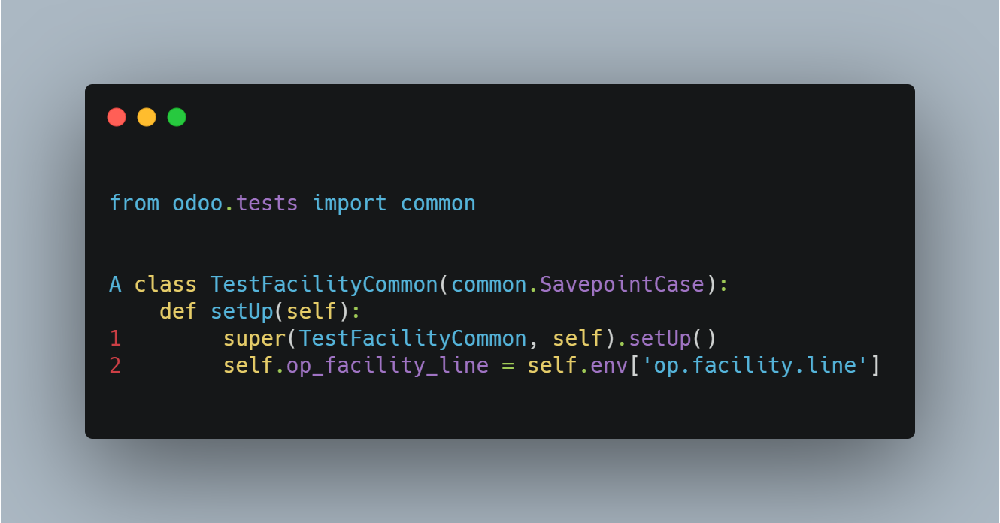 from odoo.tests import common
A class TestFacilityCommon(common.SavepointCase):
    def setUp(self):
1        super(TestFacilityCommon, self).setUp()
2        self.op_facility_line = self.env['op.facility.line']